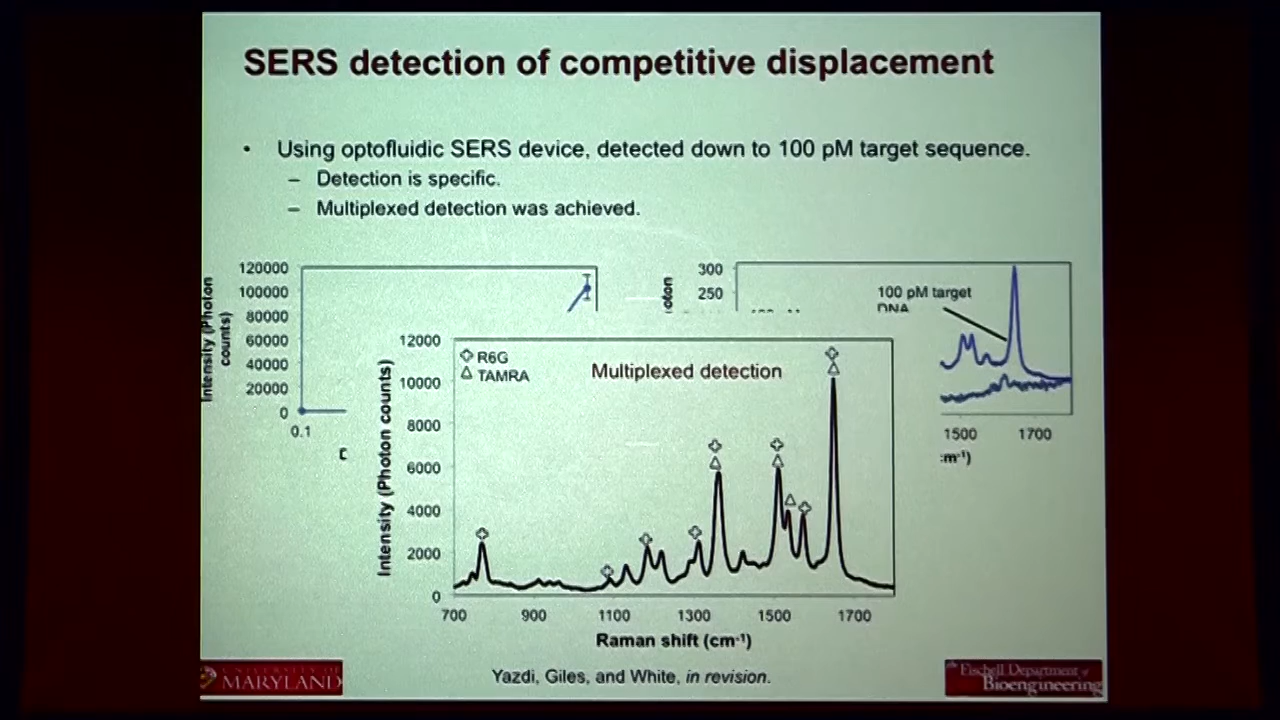 SERS detection of competitive displacement
• Using optofluidic SERS device, detected down to 100 pM target sequence.
– Detection is specific.
– Multiplexed detection was achieved.
Intensity (Photon
counts)
120000
100000
80000
60000
40000
20000
0
0.1
300
250
100 pM target
DNA
1500
1700
12000
10000
8000
6000
4000
2000
0
Intensity (Photon counts)
R6G
TAMRA
Multiplexed detection
700
900
1100
1300
1500
1700
Raman shift (cm-1)
UNIVERSITY OF
MARYLAND
Yazdi, Giles, and White, in revision.
Fischell Department of
Bioengineering